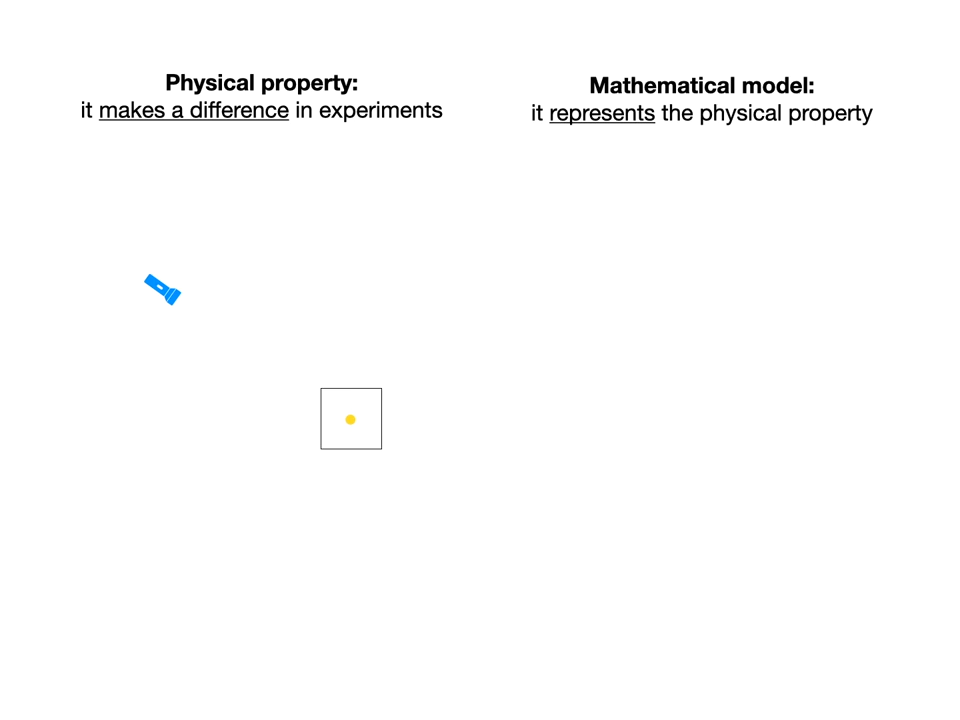 Physical property:
it makes a difference in experiments
Mathematical model:
it represents the physical property